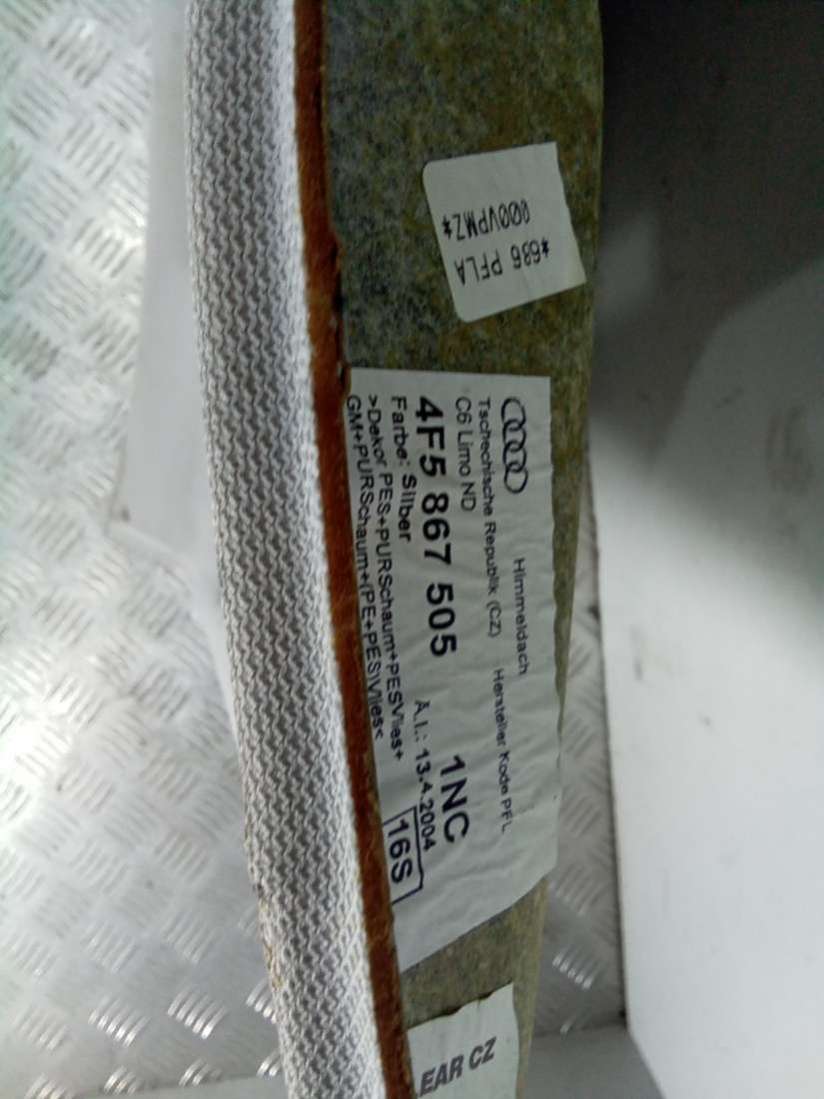 *686 PFLA
000VPMZ*
Himmeldach
Tschechische Republik (CZ) Hersteller Kode PFL
C6 Limo ND
4F5 867 505 1NC
Farbe: Silber A.I.: 13.4.2004
>Dekor PES+PURSchaum+PESVlies+
GM+PURSchaum+(PE+PES)Vlies<
16S
EAR CZ